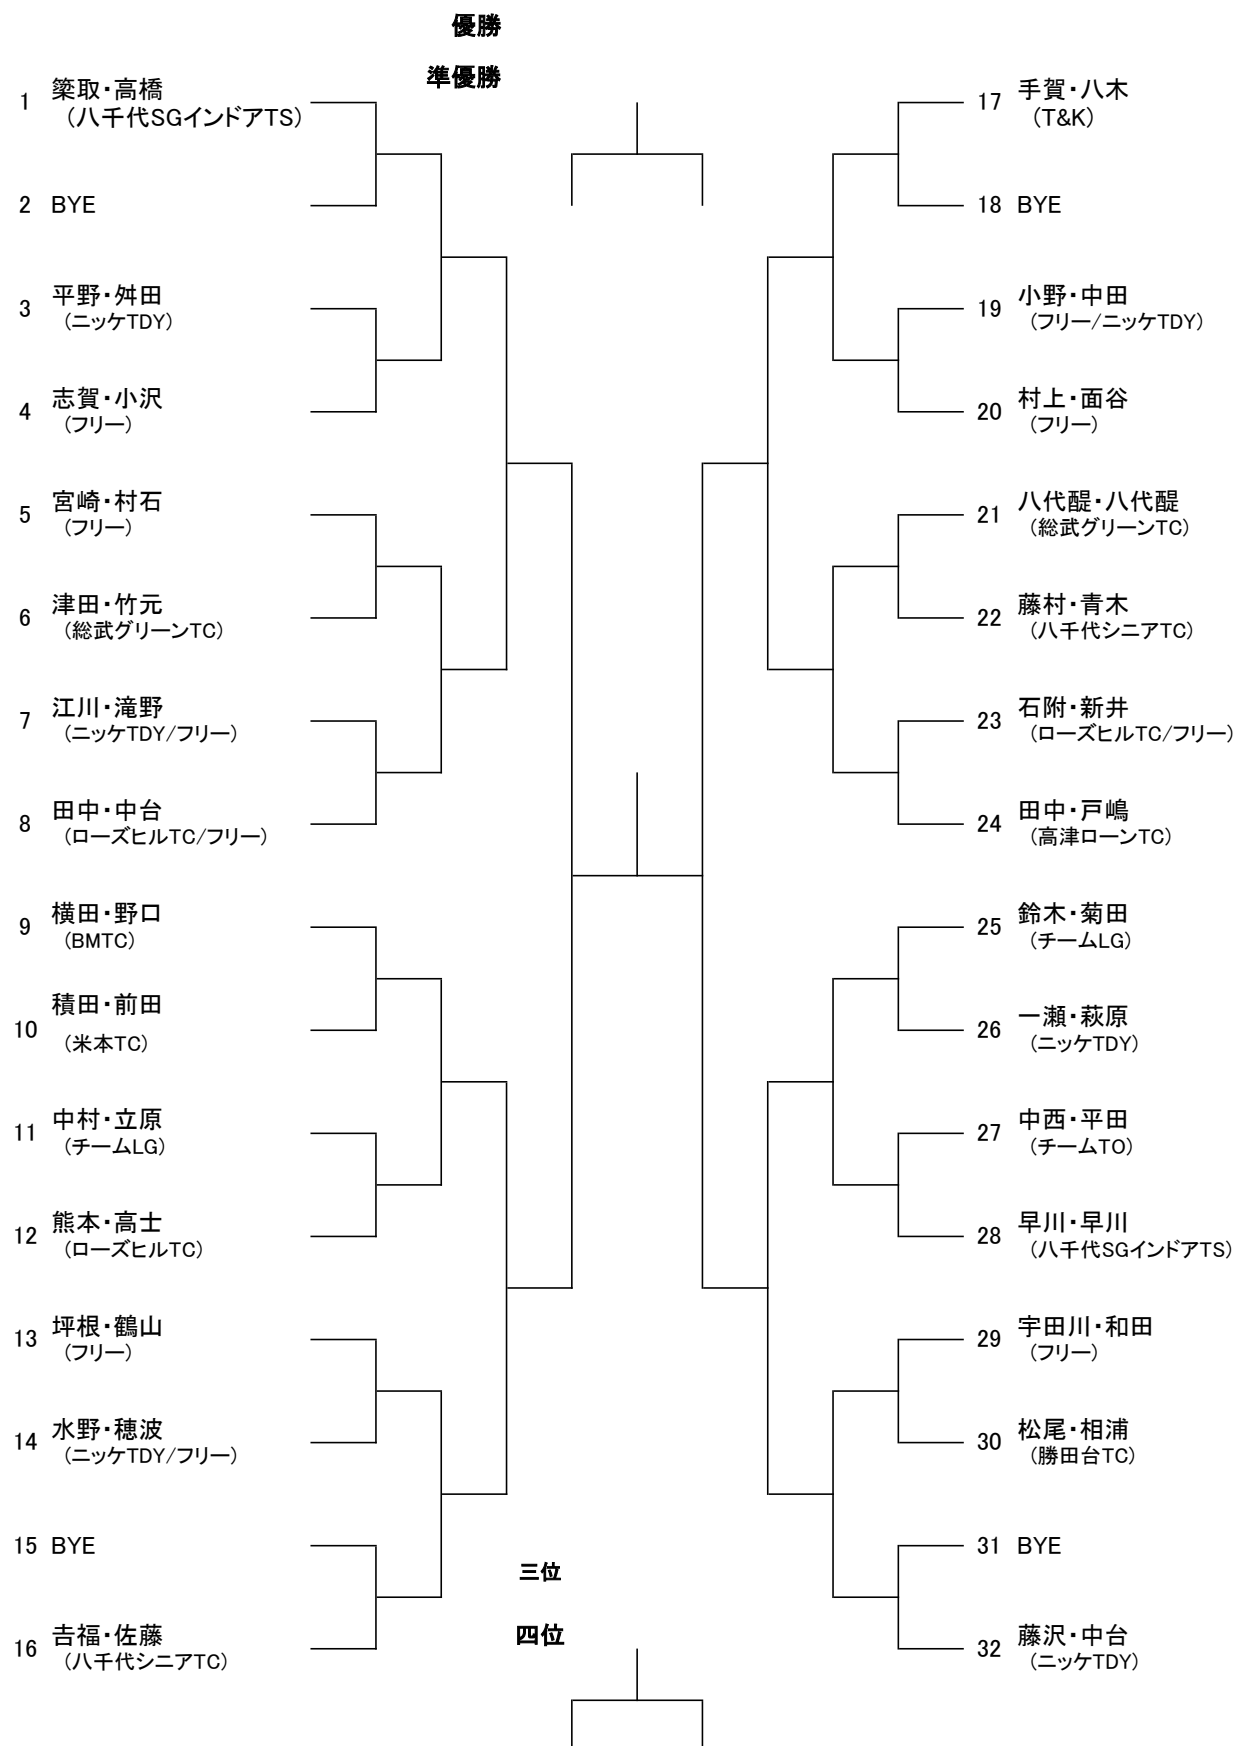 優勝
準優勝
1 簗取・高橋
(八千代SGインドアTS)
2 BYE
3 平野・舛田
(ニッケTDY)
4 志賀・小沢
(フリー)
5 宮崎・村石
(フリー)
6 津田・竹元
(総武グリーンTC)
7 江川・滝野
(ニッケTDY/フリー)
8 田中・中台
(ローズヒルTC/フリー)
9 横田・野口
(BMTC)
10 積田・前田
(米本TC)
11 中村・立原
(チームLG)
12 熊本・高士
(ローズヒルTC)
13 坪根・鶴山
(フリー)
14 水野・穂波
(ニッケTDY/フリー)
15 BYE
16 吉福・佐藤
(八千代シニアTC)
17 手賀・八木
(T&K)
18 BYE
19 小野・中田
(フリー/ニッケTDY)
20 村上・面谷
(フリー)
21 八代醍・八代醍
(総武グリーンTC)
22 藤村・青木
(八千代シニアTC)
23 石附・新井
(ローズヒルTC/フリー)
24 田中・戸嶋
(高津ローンTC)
25 鈴木・菊田
(チームLG)
26 一瀬・萩原
(ニッケTDY)
27 中西・平田
(チームTO)
28 早川・早川
(八千代SGインドアTS)
29 宇田川・和田
(フリー)
30 松尾・相浦
(勝田台TC)
31 BYE
32 藤沢・中台
(ニッケTDY)
三位
四位